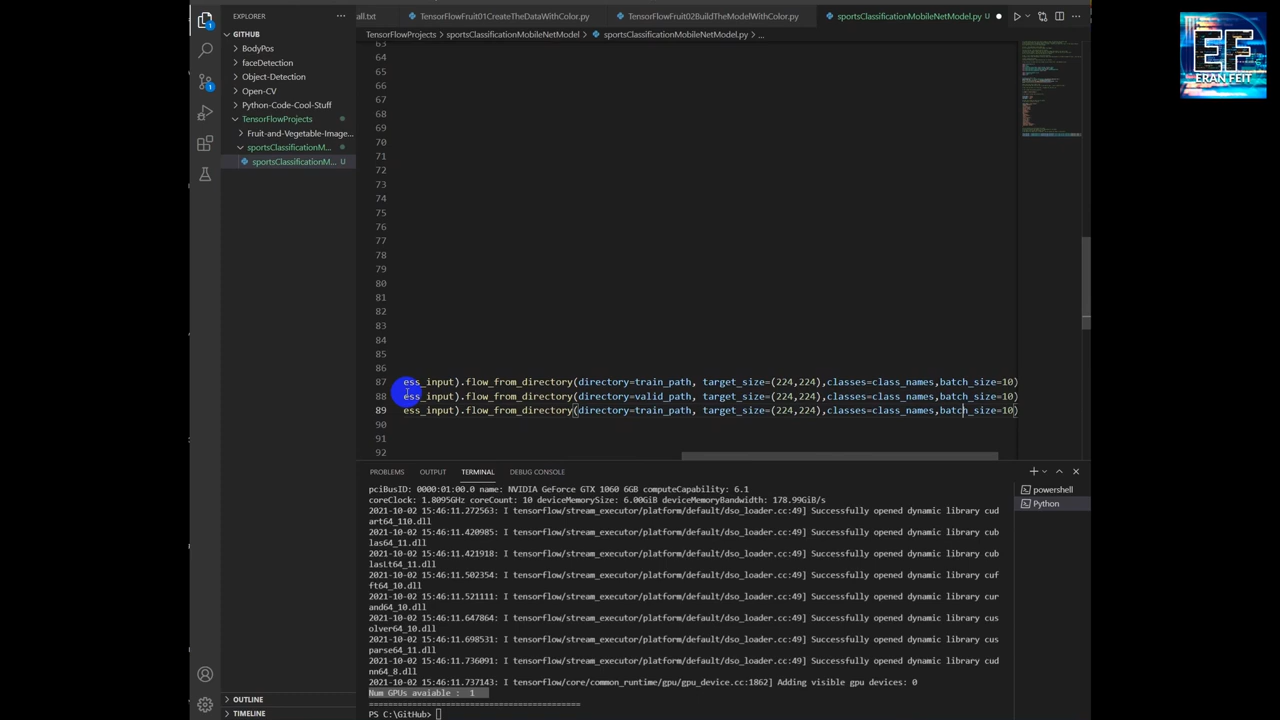 EXPLORER
all.txt
TensorFlowFruit01CreateTheDataWithColor.py
TensorFlowFruit02BuildTheModelWithColor.py
sportsClassificationMobileNetModel.py U
EF
ERAN FEIT
GITHUB
TensorFlowProjects > sportsClassificationMobileNetModel > sportsClassificationMobileNetModel.py > ...
BodyPos
faceDetection
Object-Detection
Open-CV
Python-Code-Cool-Stuff
TensorFlowProjects
Fruit-and-Vegetable-Image...
sportsClassificationM...
sportsClassificationM... U
63
64
65
66
67
68
69
70
71
72
73
74
75
76
77
78
79
80
81
82
83
84
85
86
87 ess_input).flow_from_directory(directory=train_path, target_size=(224,224),classes=class_names,batch_size=10)
88 ess_input).flow_from_directory(directory=valid_path, target_size=(224,224),classes=class_names,batch_size=10)
89 ess_input).flow_from_directory(directory=train_path, target_size=(224,224),classes=class_names,batch_size=10)
90
91
92
PROBLEMS OUTPUT TERMINAL DEBUG CONSOLE
powershell
Python
pciBusID: 0000:01:00.0 name: NVIDIA GeForce GTX 1060 6GB computeCapability: 6.1
coreClock: 1.8095GHz coreCount: 10 deviceMemorySize: 6.00GiB deviceMemoryBandwidth: 178.99GiB/s
2021-10-02 15:46:11.272563: I tensorflow/stream_executor/platform/default/dso_loader.cc:49] Successfully opened dynamic library cud
art64_110.dll
2021-10-02 15:46:11.420985: I tensorflow/stream_executor/platform/default/dso_loader.cc:49] Successfully opened dynamic library cub
las64_11.dll
2021-10-02 15:46:11.421918: I tensorflow/stream_executor/platform/default/dso_loader.cc:49] Successfully opened dynamic library cub
lasLt64_11.dll
2021-10-02 15:46:11.502354: I tensorflow/stream_executor/platform/default/dso_loader.cc:49] Successfully opened dynamic library cuf
ft64_10.dll
2021-10-02 15:46:11.521111: I tensorflow/stream_executor/platform/default/dso_loader.cc:49] Successfully opened dynamic library cur
and64_10.dll
2021-10-02 15:46:11.647864: I tensorflow/stream_executor/platform/default/dso_loader.cc:49] Successfully opened dynamic library cus
olver64_10.dll
2021-10-02 15:46:11.698531: I tensorflow/stream_executor/platform/default/dso_loader.cc:49] Successfully opened dynamic library cus
parse64_11.dll
2021-10-02 15:46:11.736091: I tensorflow/stream_executor/platform/default/dso_loader.cc:49] Successfully opened dynamic library cud
nn64_8.dll
2021-10-02 15:46:11.737143: I tensorflow/core/common_runtime/gpu/gpu_device.cc:1862] Adding visible gpu devices: 0
Num GPUs avaiable : 1
==========================================
PS C:\GitHub>
OUTLINE
TIMELINE